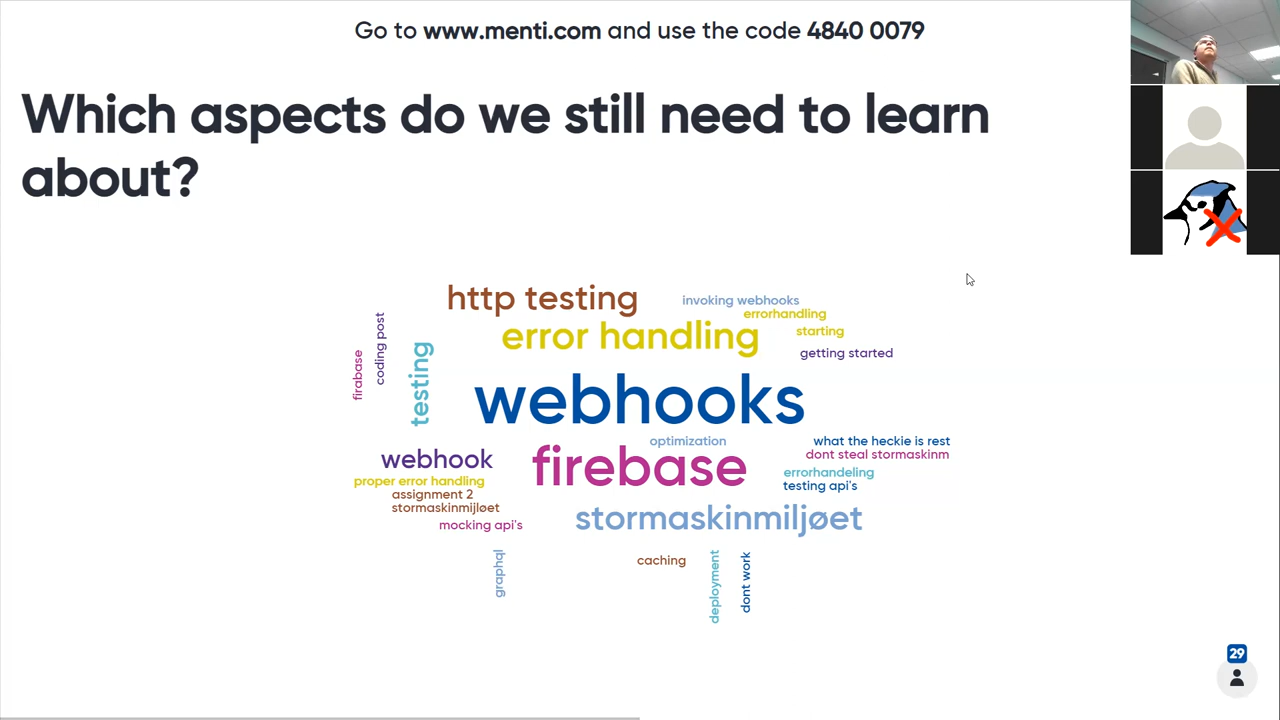 Go to www.menti.com and use the code 4840 0079
Which aspects do we still need to learn
about?
http testing
invoking webhooks
errorhandling
error handling
starting
getting started
coding post
firabase
testing
webhooks
optimization
what the heckie is rest
dont steal stormaskinm
webhook
firebase
errorhandeling
testing api's
proper error handling
assignment 2
stormaskinmijløet
stormaskinmiljøet
mocking api's
graphql
caching
deployment
dont work
29